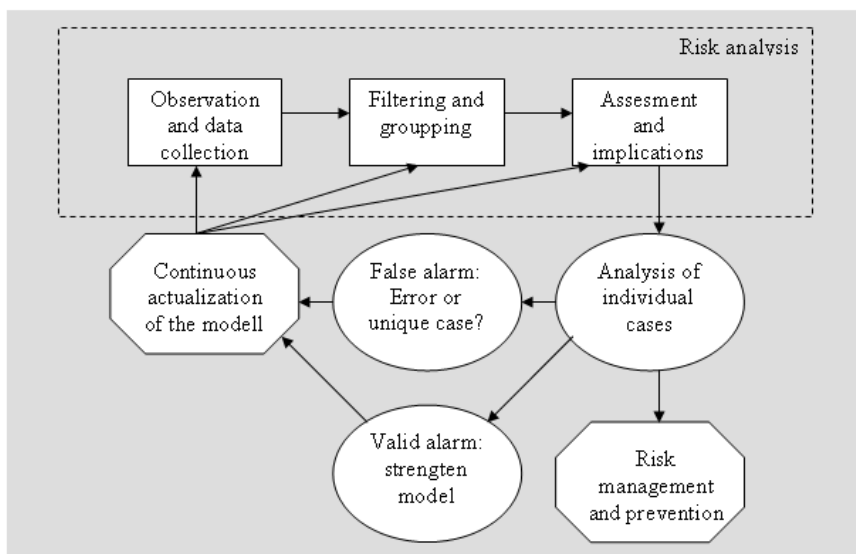 Risk analysis
Observation
and data
collection
Filtering and
groupping
Assesment
and
implications
Continuous
actualization
of the modell
False alarm:
Error or
unique case?
Analysis of
individual
cases
Valid alarm:
strengten
model
Risk
management
and prevention